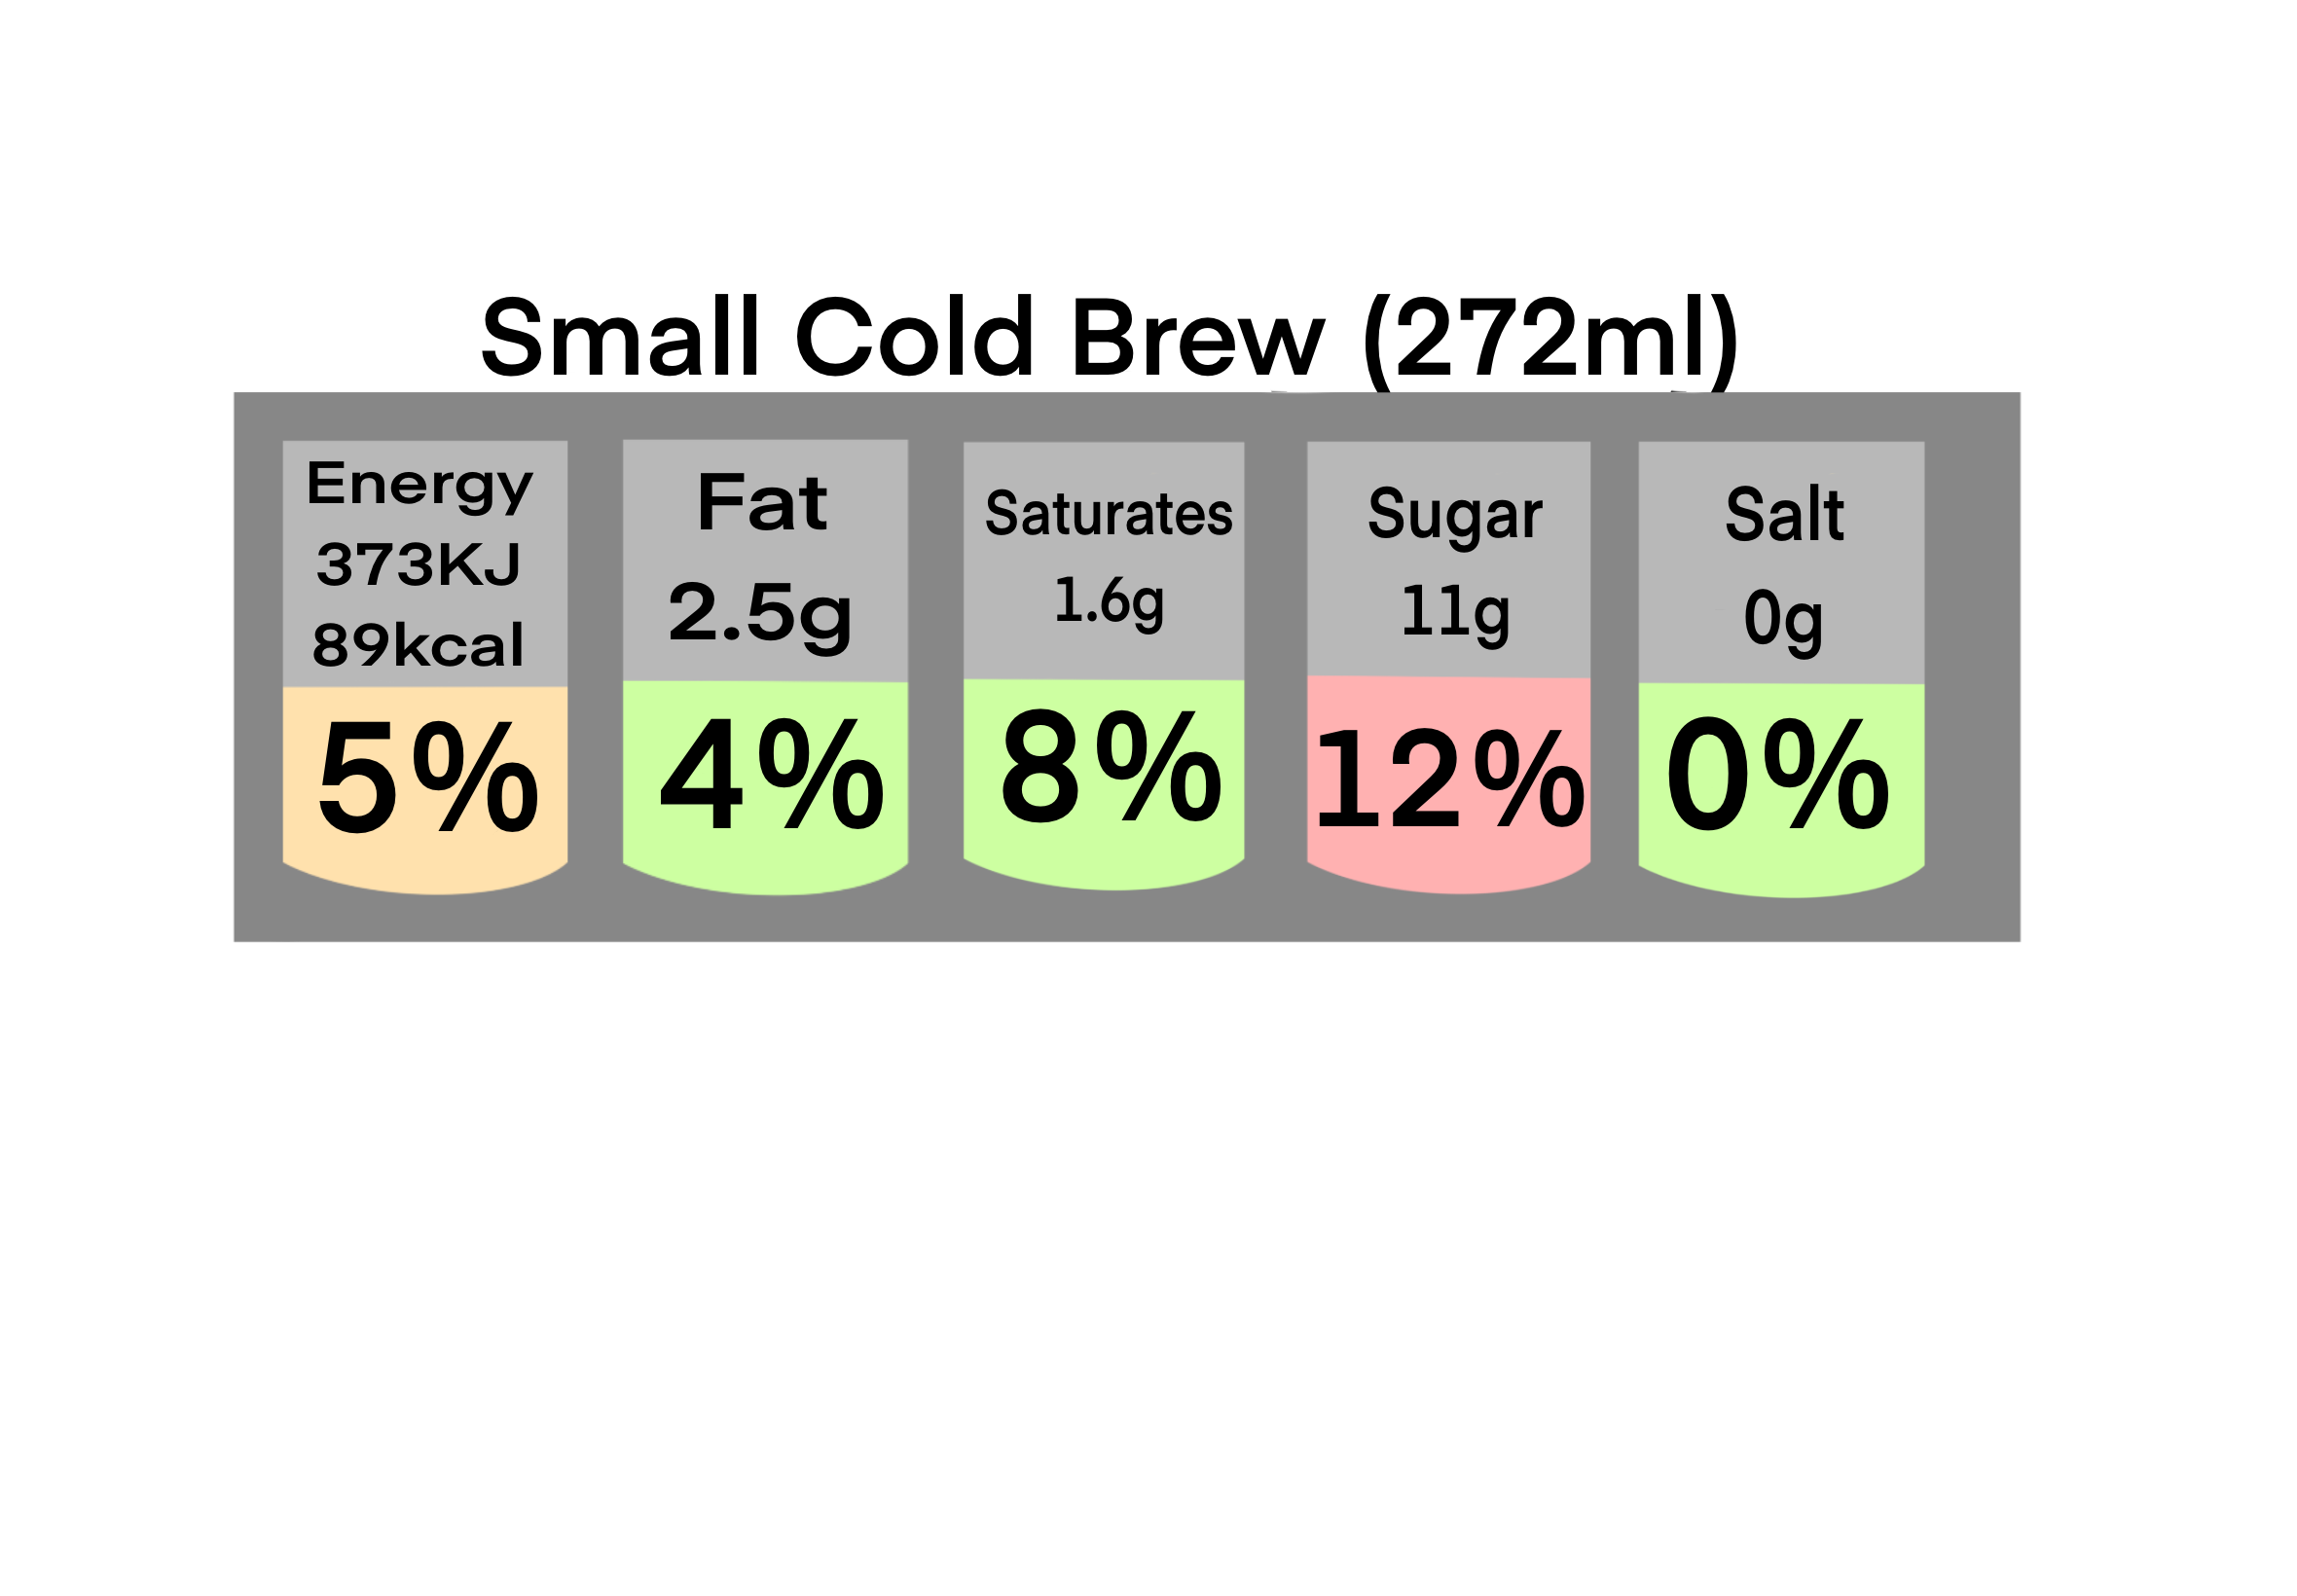 Small Cold Brew (272ml)
Energy
373KJ
89kcal
5%
Fat
2.5g
4%
Saturates
1.6g
8%
Sugar
11g
12%
Salt
0g
0%